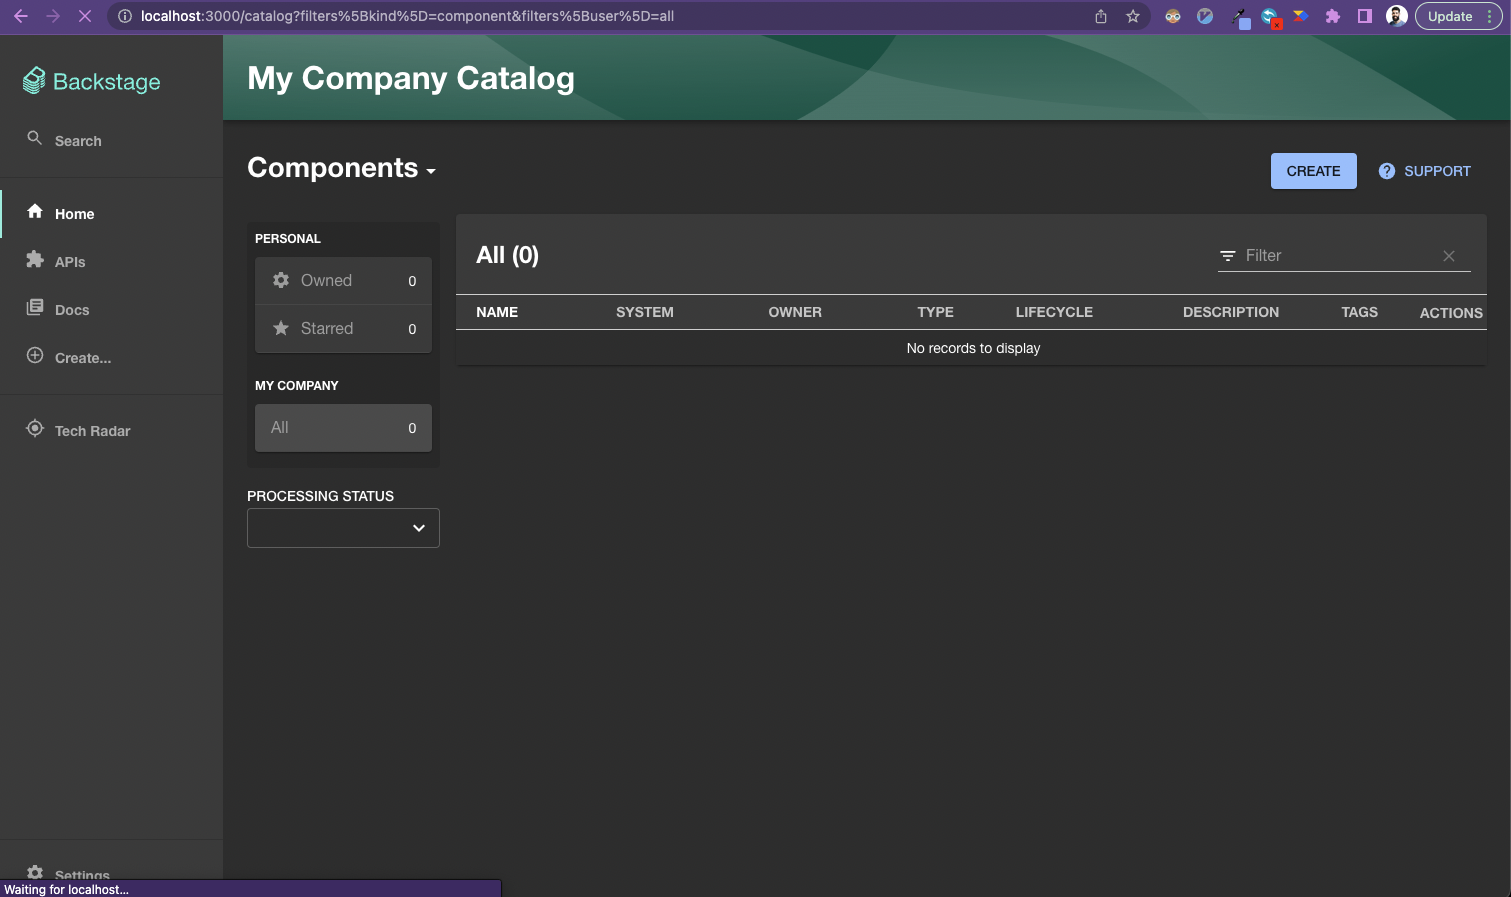 localhost:3000/catalog?filters%5Bkind%5D=component&filters%5Buser%5D=all
Update
Backstage
Search
Home
APIs
Docs
Create...
Tech Radar
Settings
My Company Catalog
Components
CREATE
SUPPORT
PERSONAL
Owned 0
Starred 0
MY COMPANY
All 0
PROCESSING STATUS
All (0)
Filter
NAME SYSTEM OWNER TYPE LIFECYCLE DESCRIPTION TAGS ACTIONS
No records to display
Waiting for localhost...